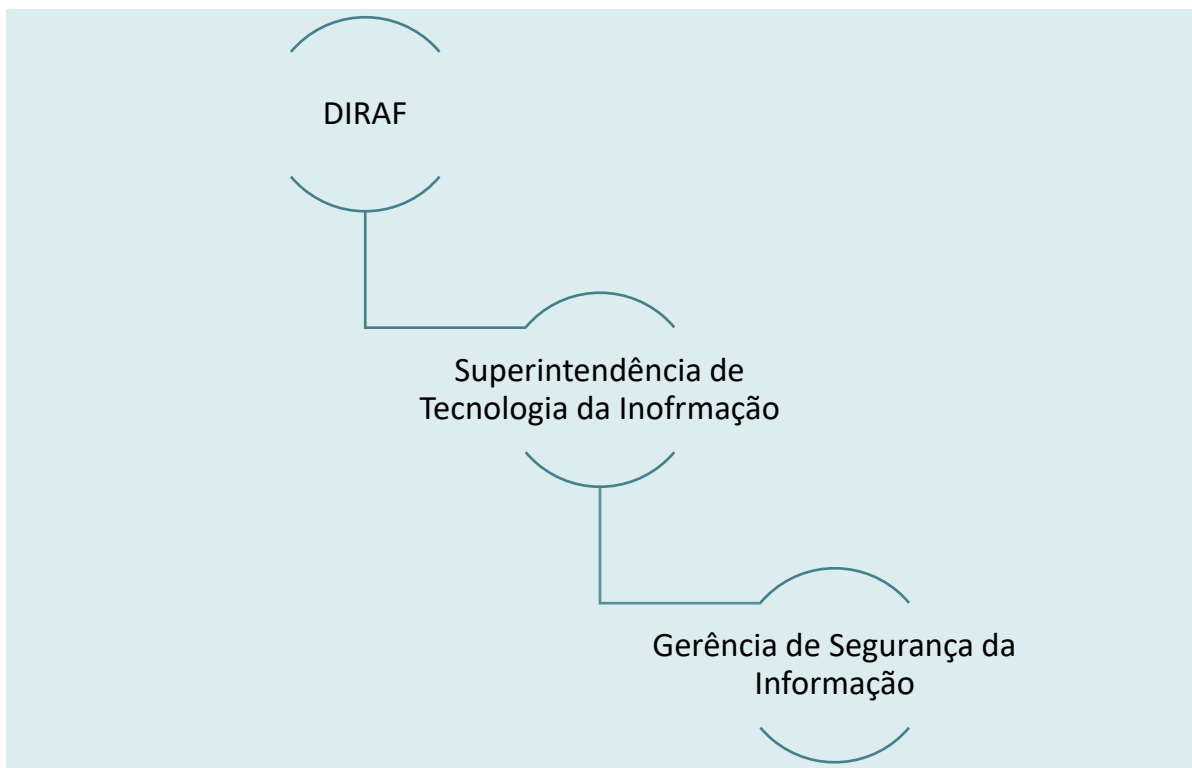 DIRAF
Superintendência de
Tecnologia da Inofrmação
Gerência de Segurança da
Informação